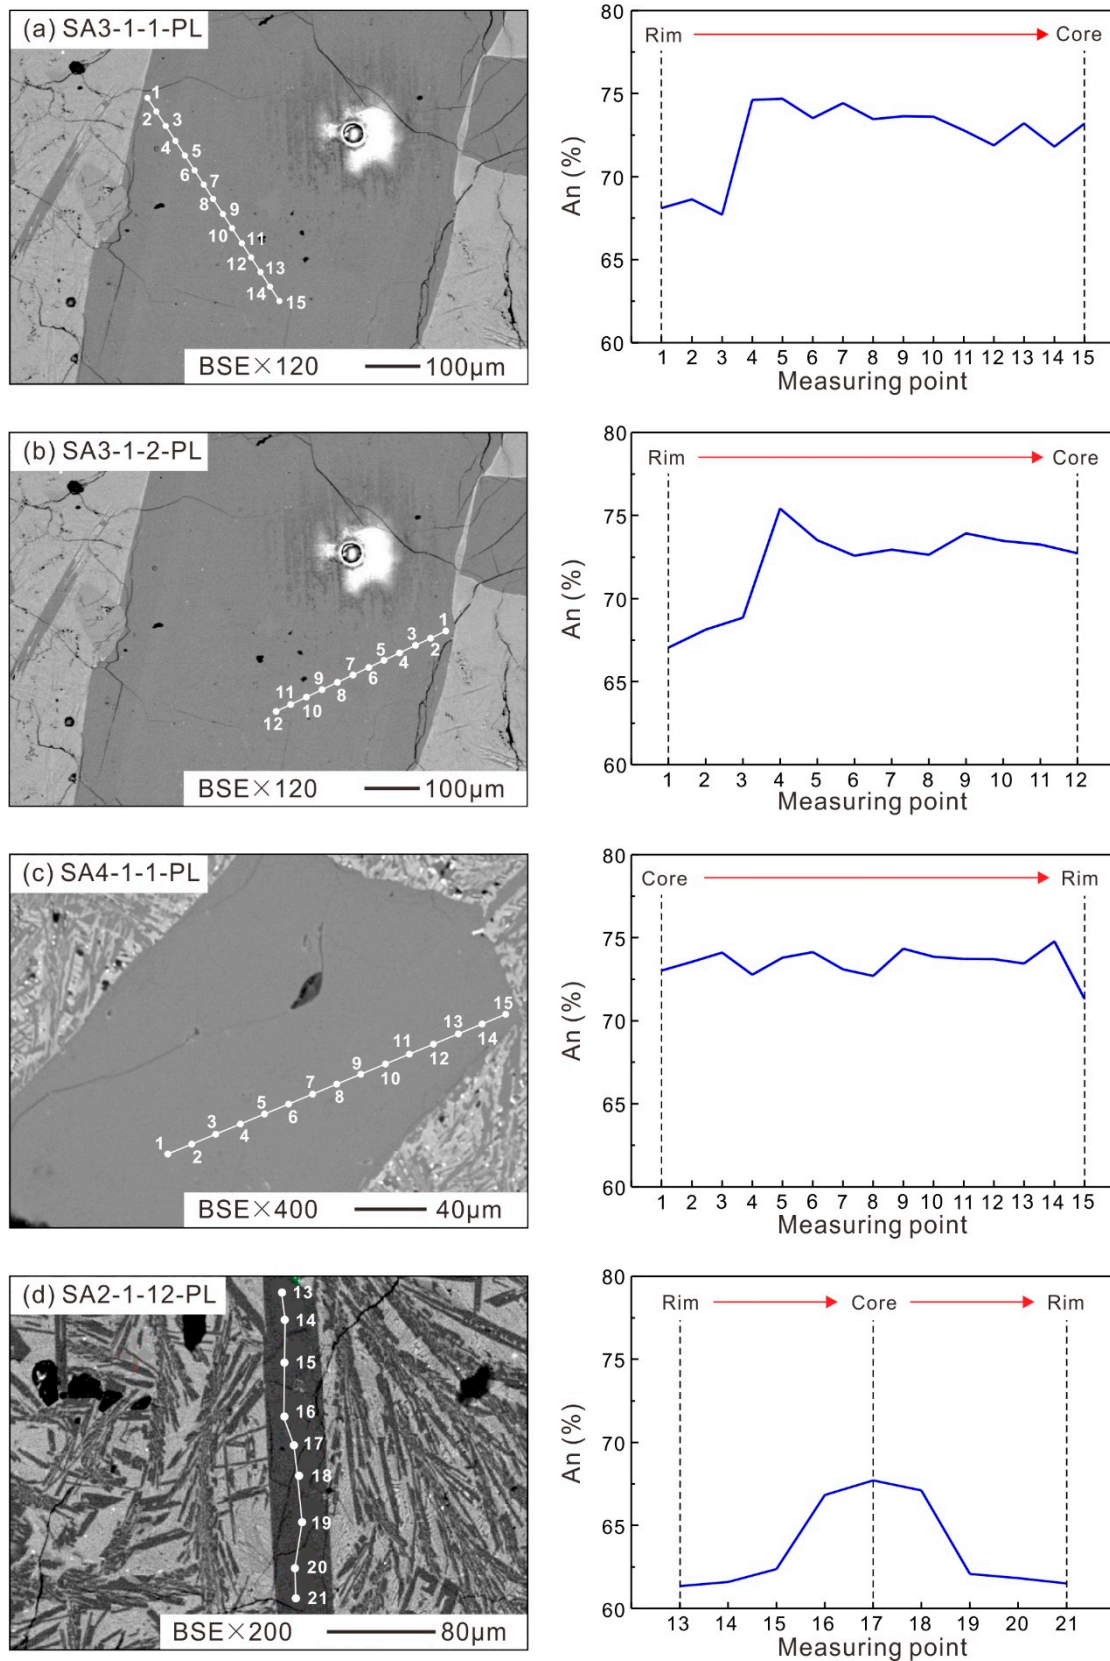 (a) SA3-1-1-PL
1
2
3
4
5
6
7
8
9
10
11
12
13
14
15
BSE×120
100μm
80
75
70
65
60
An (%)
Rim
Core
1 2 3 4 5 6 7 8 9 10 11 12 13 14 15
Measuring point
(b) SA3-1-2-PL
1
2
3
4
5
6
7
8
9
10
11
12
BSE×120
100μm
80
75
70
65
60
An (%)
Rim
Core
1 2 3 4 5 6 7 8 9 10 11 12
Measuring point
(c) SA4-1-1-PL
1
2
3
4
5
6
7
8
9
10
11
12
13
14
15
BSE×400
40μm
80
75
70
65
60
An (%)
Core
Rim
1 2 3 4 5 6 7 8 9 10 11 12 13 14 15
Measuring point
(d) SA2-1-12-PL
13
14
15
16
17
18
19
20
21
BSE×200
80μm
80
75
70
65
60
An (%)
Rim
Core
Rim
13 14 15 16 17 18 19 20 21
Measuring point